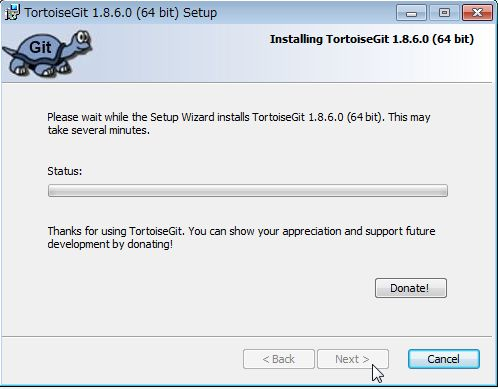 TortoiseGit 1.8.6.0 (64 bit) Setup
Git
Installing TortoiseGit 1.8.6.0 (64 bit)
Please wait while the Setup Wizard installs TortoiseGit 1.8.6.0 (64 bit). This may
take several minutes.
Status:
Thanks for using TortoiseGit. You can show your appreciation and support future
development by donating!
Donate!
< Back
Next >
Cancel